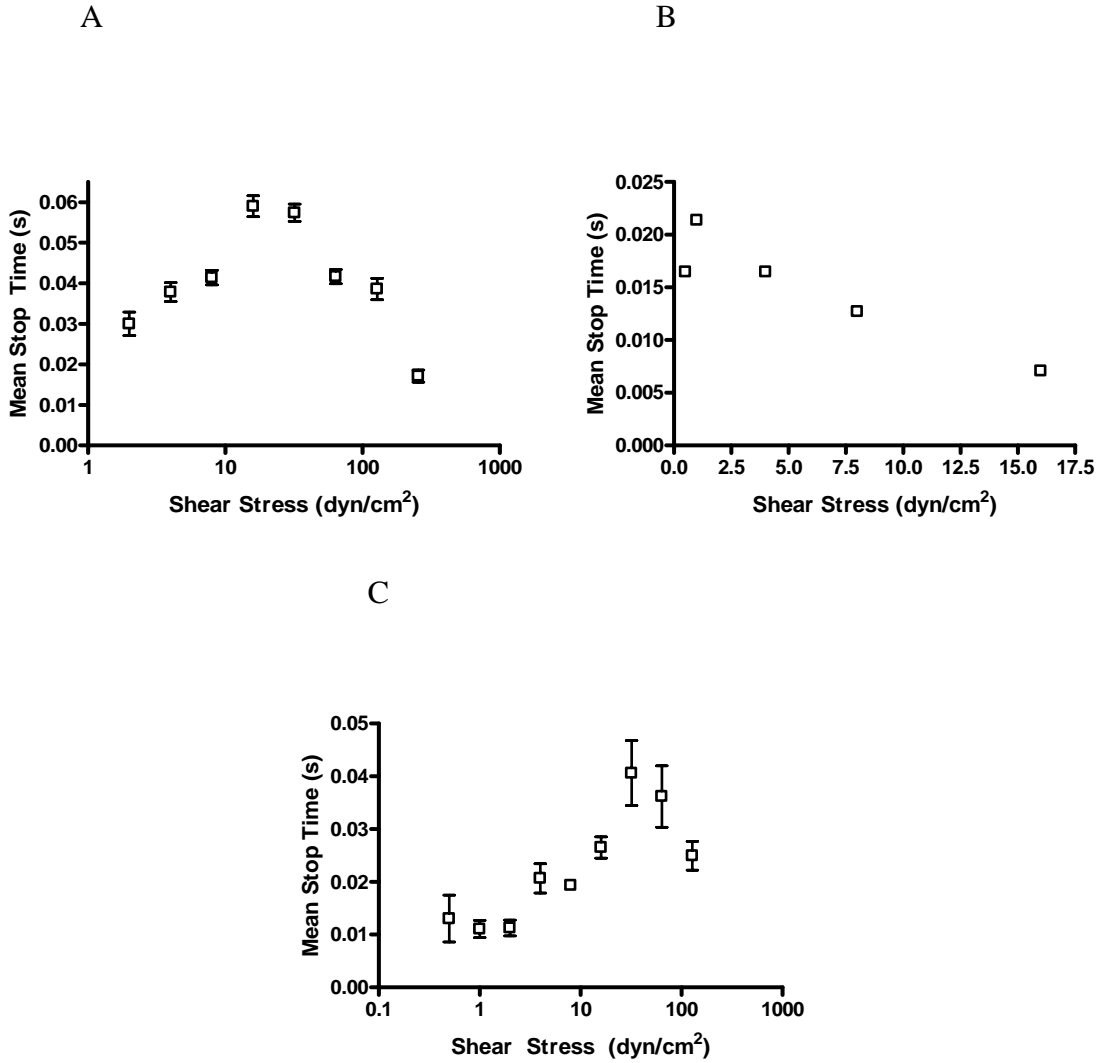 A
Mean Stop Time (s)
0.06
0.05
0.04
0.03
0.02
0.01
0.00
1 10 100 1000
Shear Stress (dyn/cm²)
B
Mean Stop Time (s)
0.025
0.020
0.015
0.010
0.005
0.000
0.0 2.5 5.0 7.5 10.0 12.5 15.0 17.5
Shear Stress (dyn/cm²)
C
Mean Stop Time (s)
0.05
0.04
0.03
0.02
0.01
0.00
0.1 1 10 100 1000
Shear Stress (dyn/cm²)